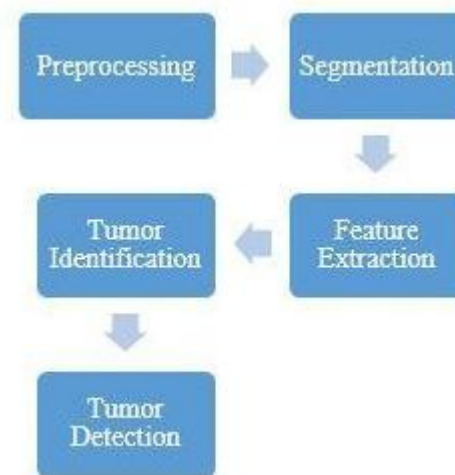 Preprocessing
Segmentation
Feature
Extraction
Tumor
Identification
Tumor
Detection